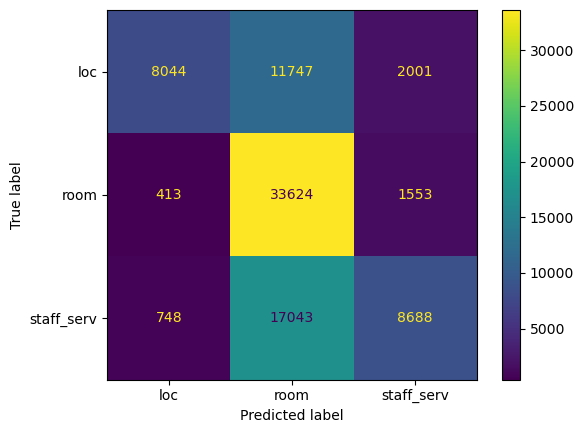 True label
loc
room
staff_serv
8044 11747 2001
413 33624 1553
748 17043 8688
loc room staff_serv
Predicted label
30000
25000
20000
15000
10000
5000